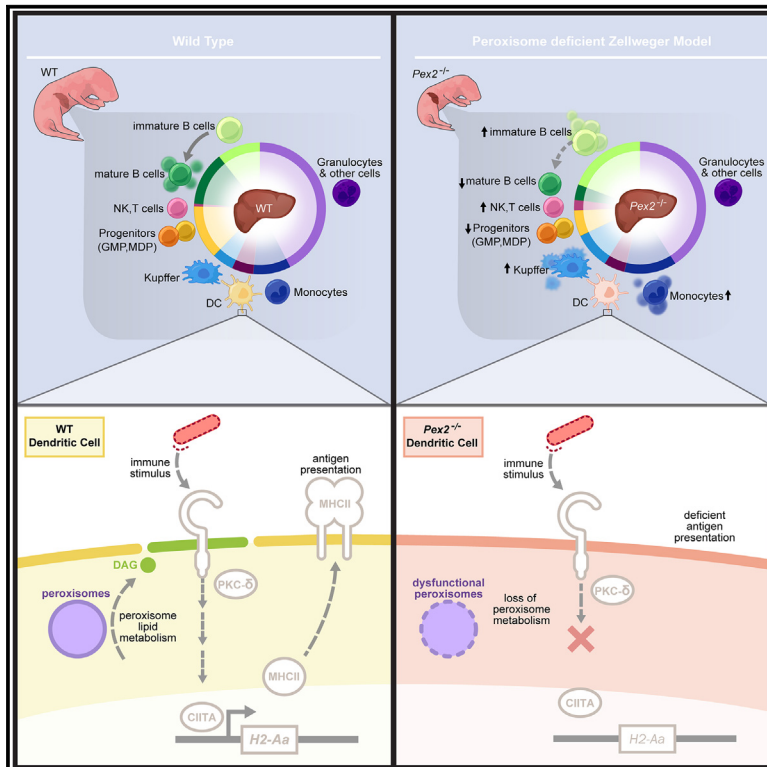 Wild Type
WT
immature B cells
mature B cells
NK,T cells
Progenitors
(GMP,MDP)
Kupffer
DC
Monocytes
Granulocytes
& other cells
WT
Peroxisome deficient Zellweger Model
Pex2-/-
immature B cells
mature B cells
NK,T cells
Progenitors
(GMP,MDP)
Kupffer
DC
Monocytes
Granulocytes
& other cells
Pex2-/-
WT
Dendritic Cell
immune
stimulus
antigen
presentation
MHCII
DAG
PKC-δ
peroxisomes
peroxisome
lipid
metabolism
MHCII
CIITA
H2-Aa
Pex2-/-
Dendritic Cell
immune
stimulus
deficient
antigen
presentation
dysfunctional
peroxisomes
loss of
peroxisome
metabolism
PKC-δ
CIITA
H2-Aa